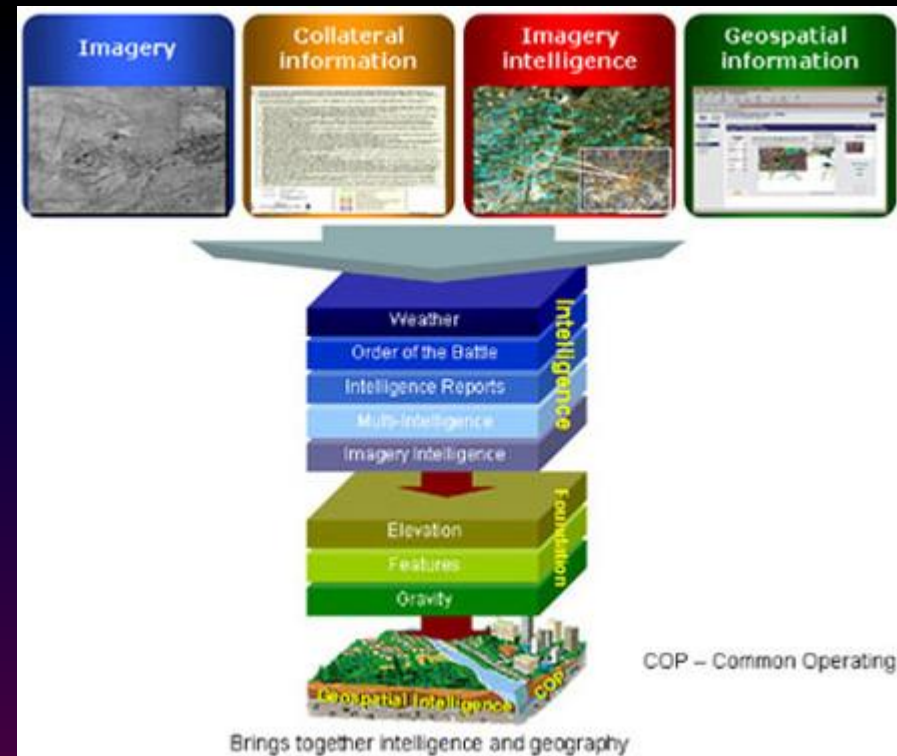 Imagery
Collateral
information
Imagery
intelligence
Geospatial
information
Weather
Order of the Battle
Intelligence Reports
Multi-Intelligence
Imagery Intelligence
Intelligence
Elevation
Features
Gravity
Foundation
Geospatial Intelligence
COP
COP – Common Operating
Brings together intelligence and geography